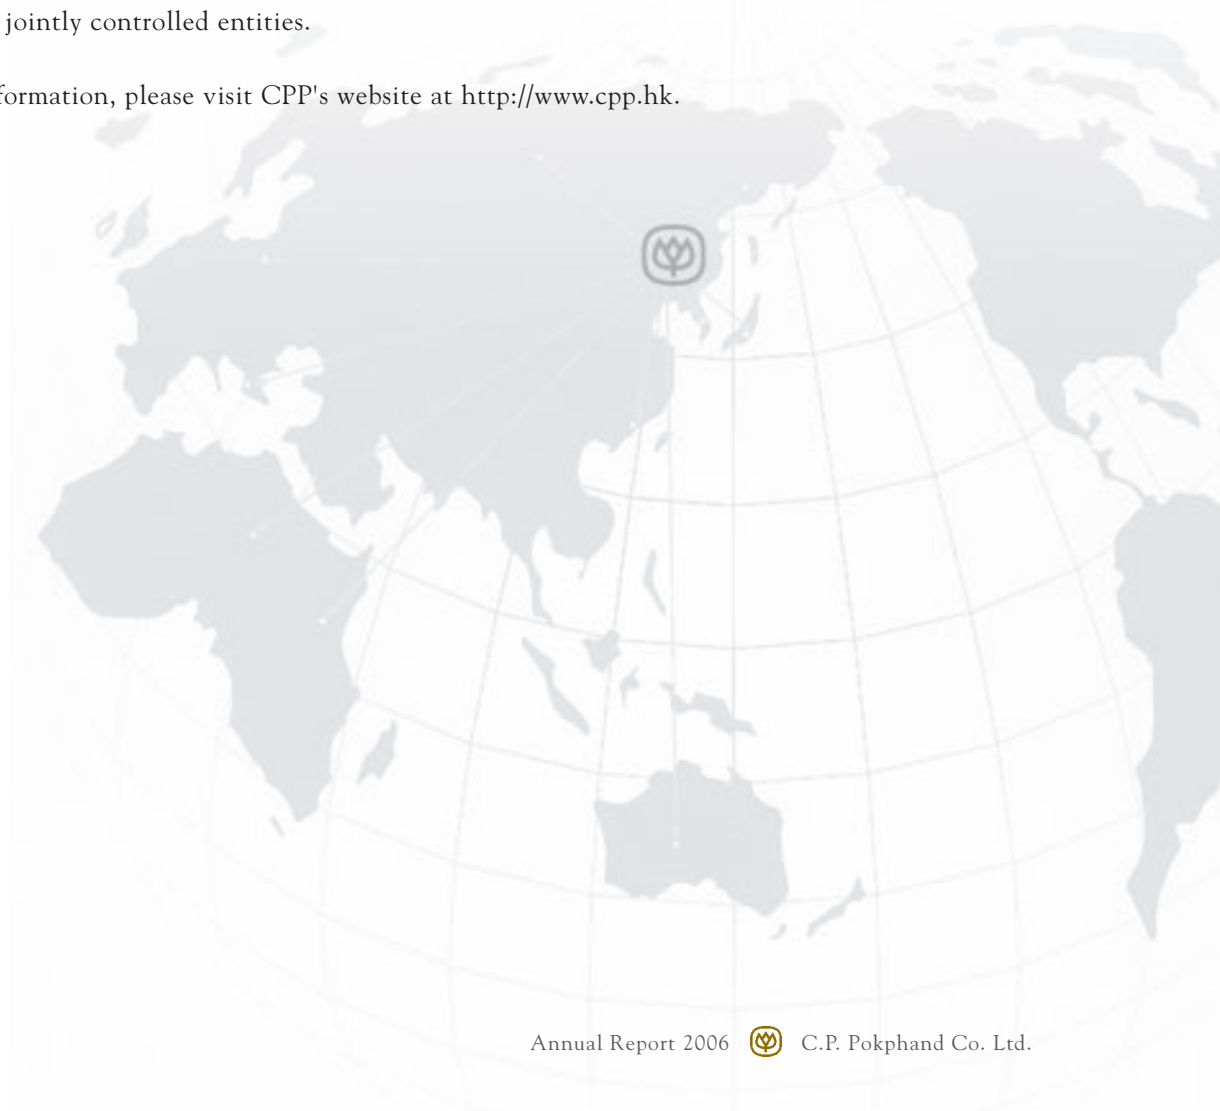 jointly controlled entities.
formation, please visit CPP's website at http://www.cpp.hk.
Annual Report 2006 C.P. Pokphand Co. Ltd.